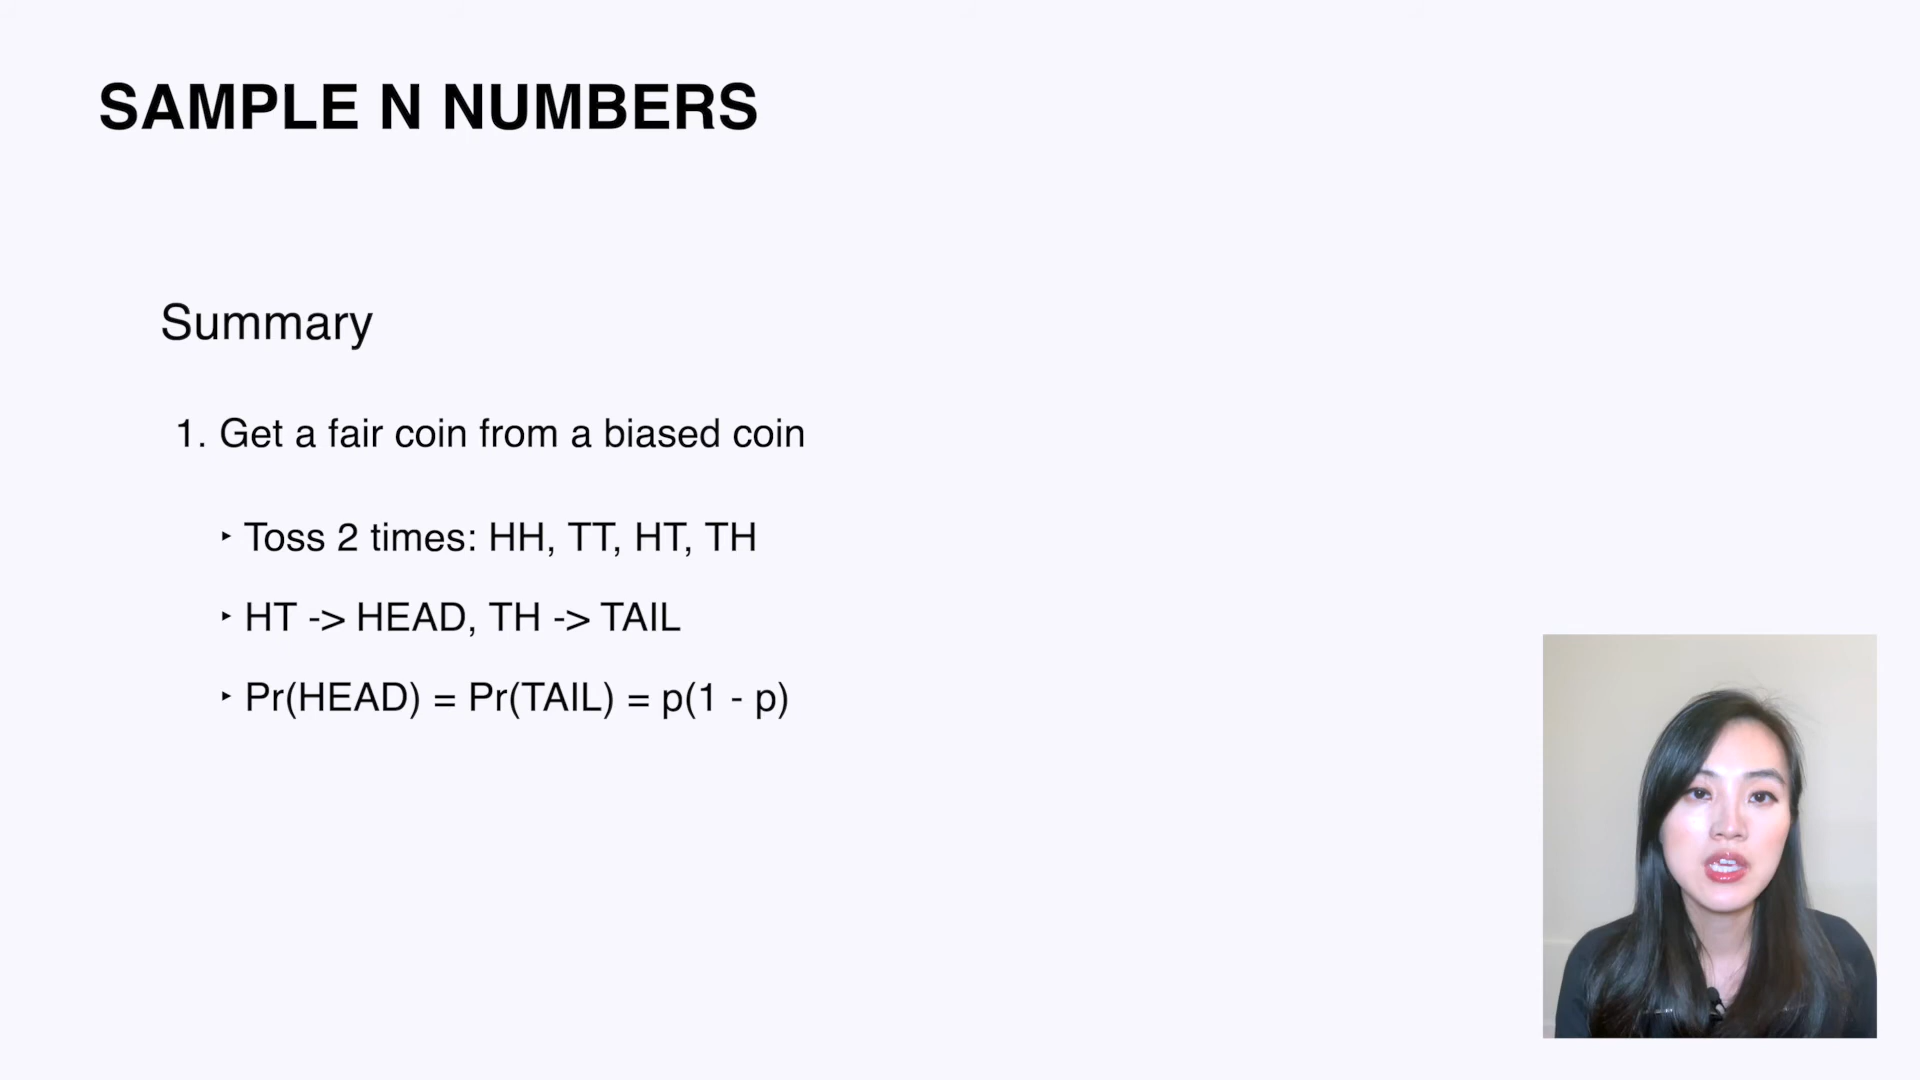 SAMPLE N NUMBERS
Summary
1. Get a fair coin from a biased coin
‣ Toss 2 times: HH, TT, HT, TH
‣ HT -> HEAD, TH -> TAIL
‣ Pr(HEAD) = Pr(TAIL) = p(1 - p)